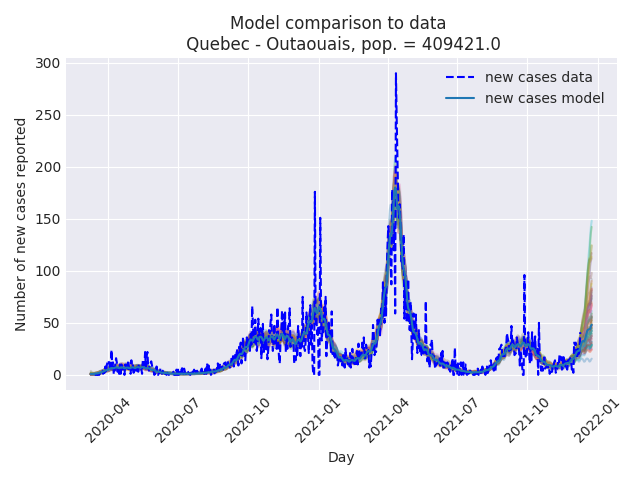 Model comparison to data
Quebec - Outaouais, pop. = 409421.0
300
250
200
150
100
50
0
Number of new cases reported
new cases data
new cases model
2020-04
2020-07
2020-10
2021-01
2021-04
2021-07
2021-10
2022-01
Day